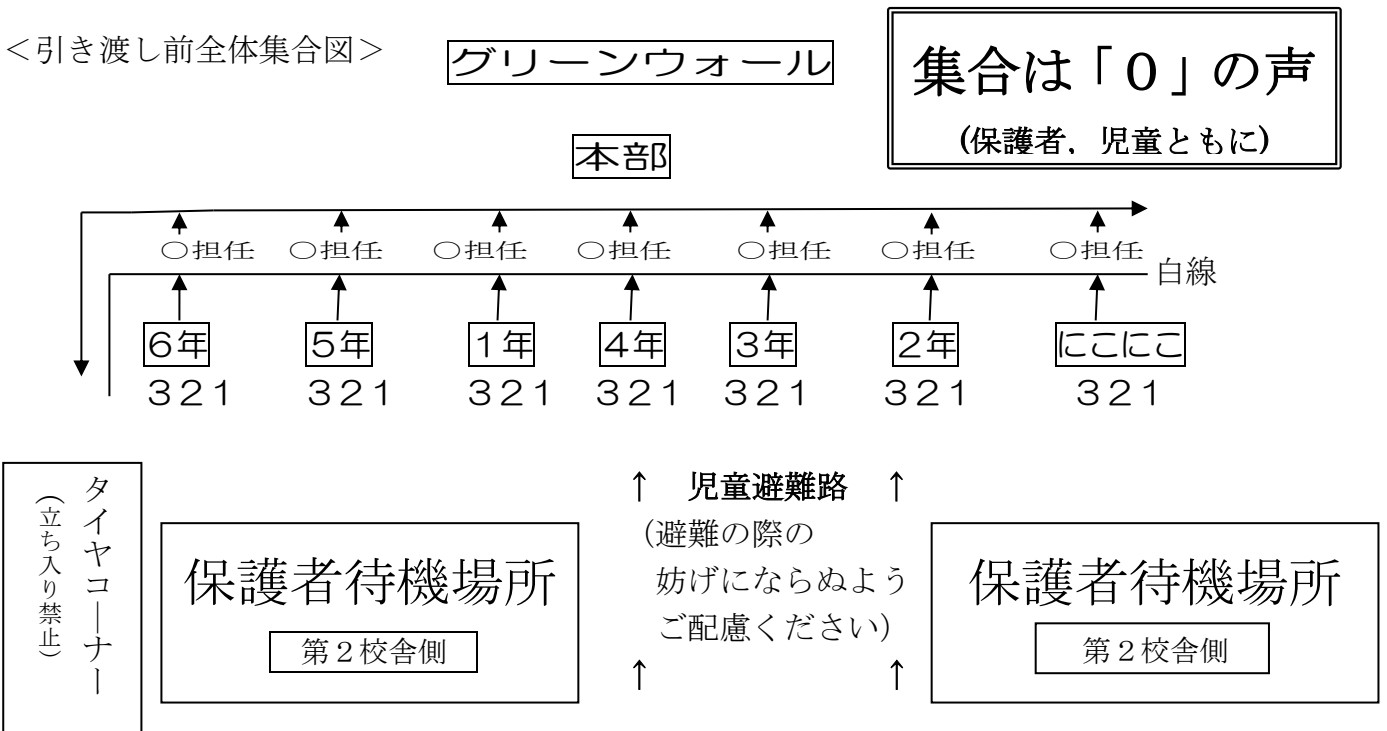 <引き渡し前全体集合図>
グリーンウォール
集合は「0」の声
(保護者,児童ともに)
本部
○担任 ○担任 ○担任 ○担任 ○担任 ○担任 ○担任
白線
6年 5年 1年 4年 3年 2年 にこにこ
321 321 321 321 321 321 321
タイヤコーナー
(立ち入り禁止)
保護者待機場所
第2校舎側
↑ 児童避難路 ↑
(避難の際の
妨げにならぬよう
ご配慮ください)
↑ ↑
保護者待機場所
第2校舎側